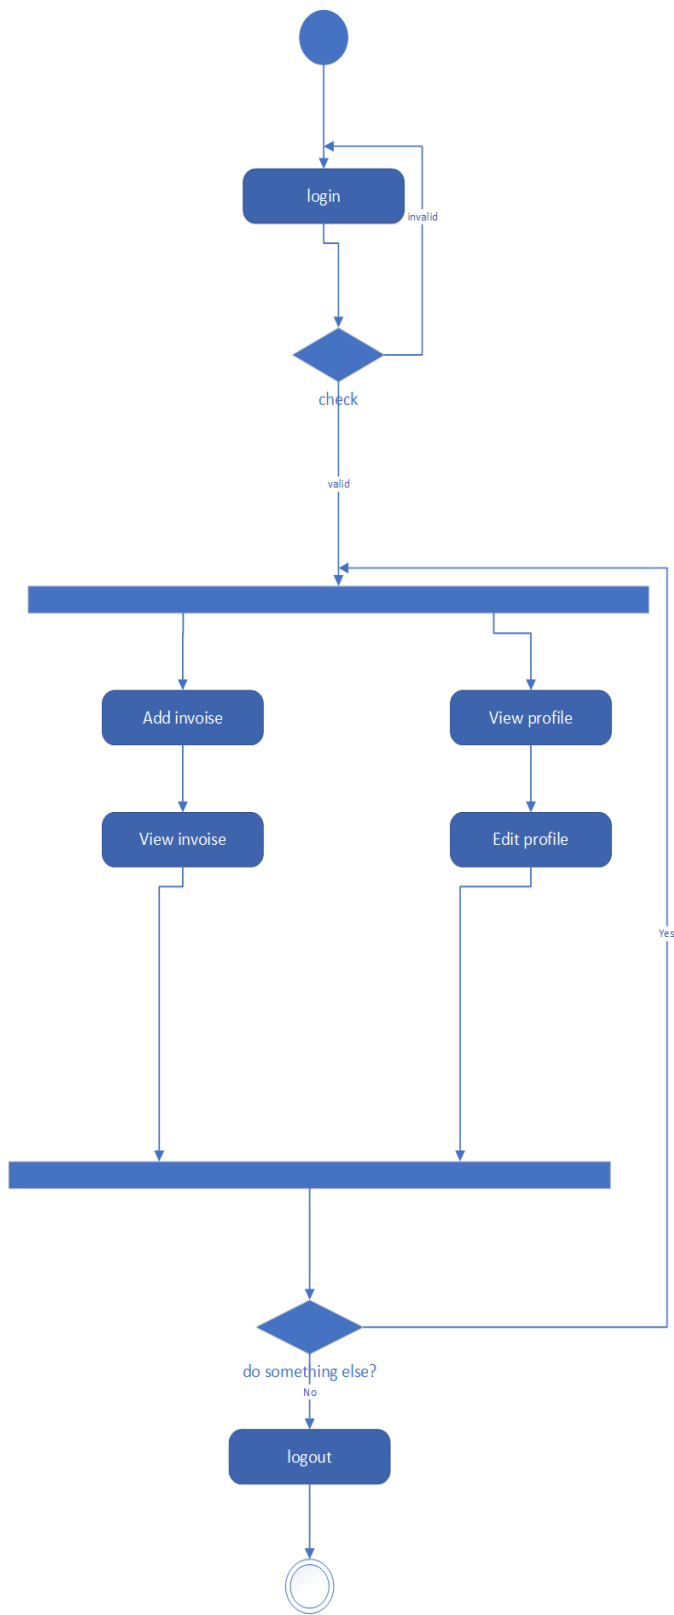 login
invalid
check
valid
Add invoise
View profile
View invoise
Edit profile
Yes
do something else?
No
logout